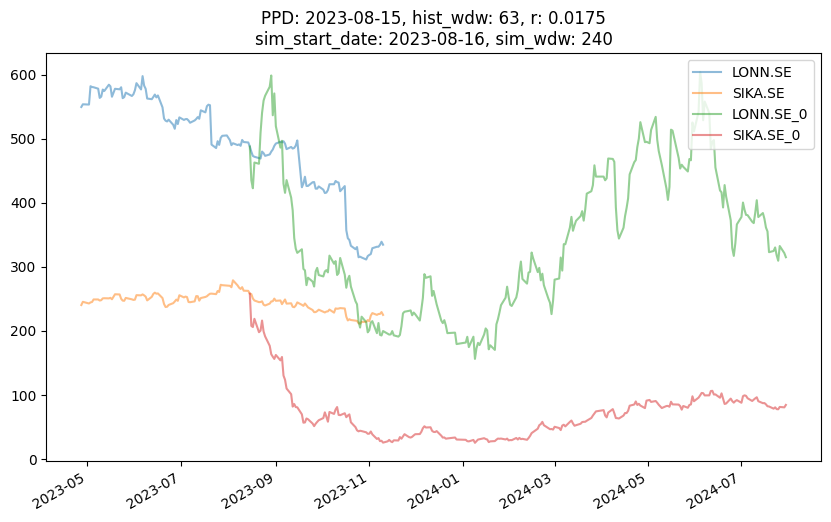 PPD: 2023-08-15, hist_wdw: 63, r: 0.0175
sim_start_date: 2023-08-16, sim_wdw: 240
LONN.SE
SIKA.SE
LONN.SE_0
SIKA.SE_0
600
500
400
300
200
100
0
2023-05
2023-07
2023-09
2023-11
2024-01
2024-03
2024-05
2024-07